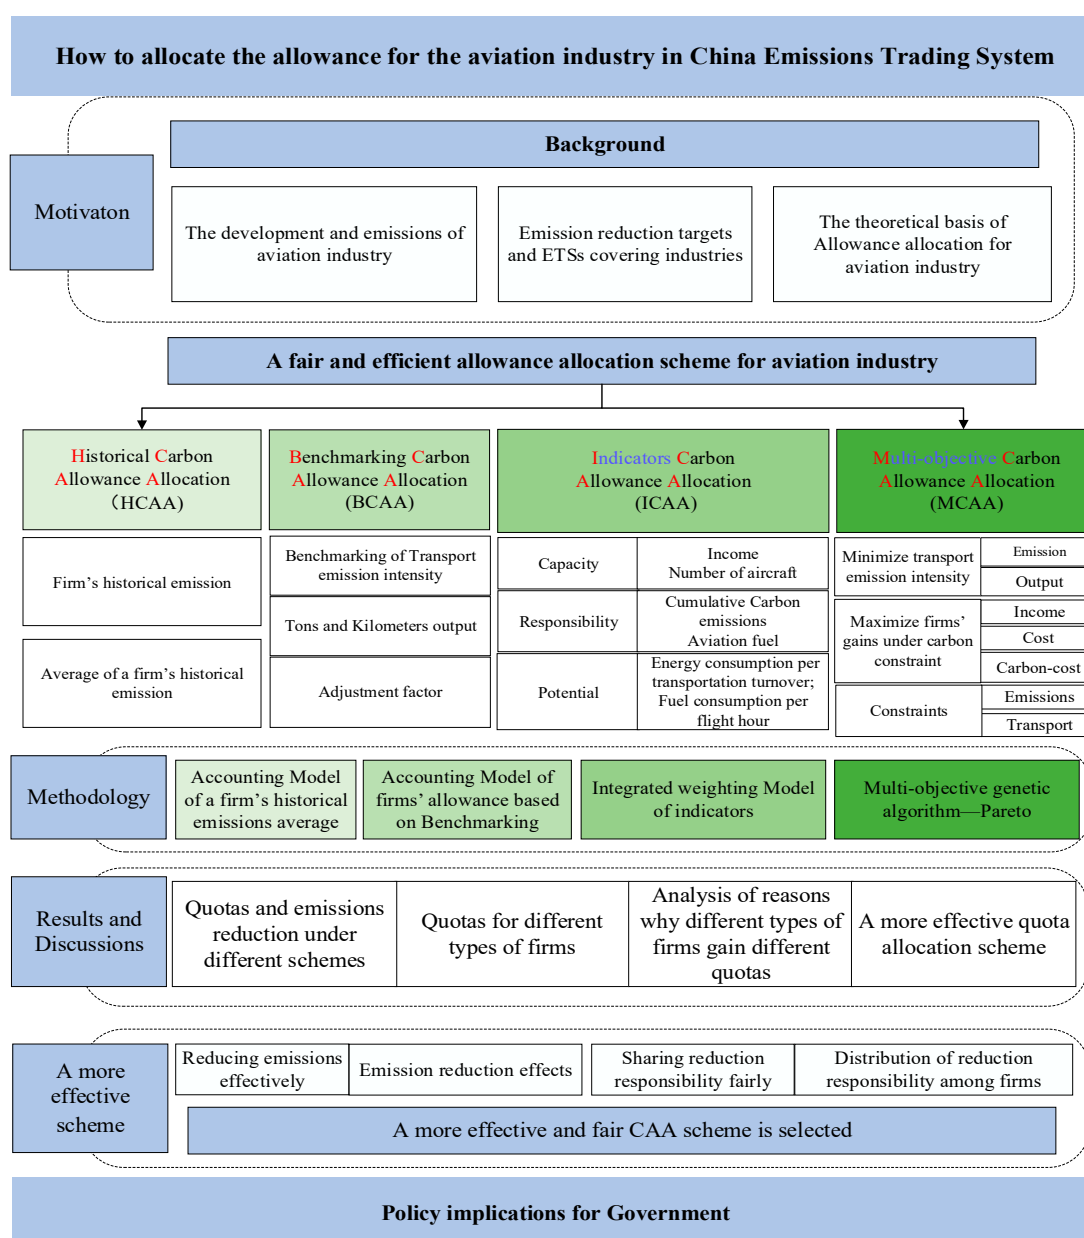 How to allocate the allowance for the aviation industry in China Emissions Trading System
Background
Motivaton
The development and emissions of
aviation industry
Emission reduction targets
and ETSs covering industries
The theoretical basis of
Allowance allocation for
aviation industry
A fair and efficient allowance allocation scheme for aviation industry
Historical Carbon
Allowance Allocation
(HCAA)
Benchmarking Carbon
Allowance Allocation
(BCAA)
Indicators Carbon
Allowance Allocation
(ICAA)
Multi-objective Carbon
Allowance Allocation
(MCAA)
Firm's historical emission
Average of a firm's historical
emission
Benchmarking of Transport
emission intensity
Tons and Kilometers output
Adjustment factor
Capacity
Income
Number of aircraft
Responsibility
Cumulative Carbon
emissions
Aviation fuel
Potential
Energy consumption per
transportation turnover;
Fuel consumption per
flight hour
Minimize transport
emission intensity
Emission
Output
Maximize firms'
gains under carbon
constraint
Income
Cost
Carbon-cost
Constraints
Emissions
Transport
Methodology
Accounting Model
of a firm's historical
emissions average
Accounting Model of
firms' allowance based
on Benchmarking
Integrated weighting Model
of indicators
Multi-objective genetic
algorithm—Pareto
Results and
Discussions
Quotas and emissions
reduction under
different schemes
Quotas for different
types of firms
Analysis of reasons
why different types of
firms gain different
quotas
A more effective quota
allocation scheme
A more
effective
scheme
Reducing emissions
effectively
Emission reduction effects
Sharing reduction
responsibility fairly
Distribution of reduction
responsibility among firms
A more effective and fair CAA scheme is selected
Policy implications for Government